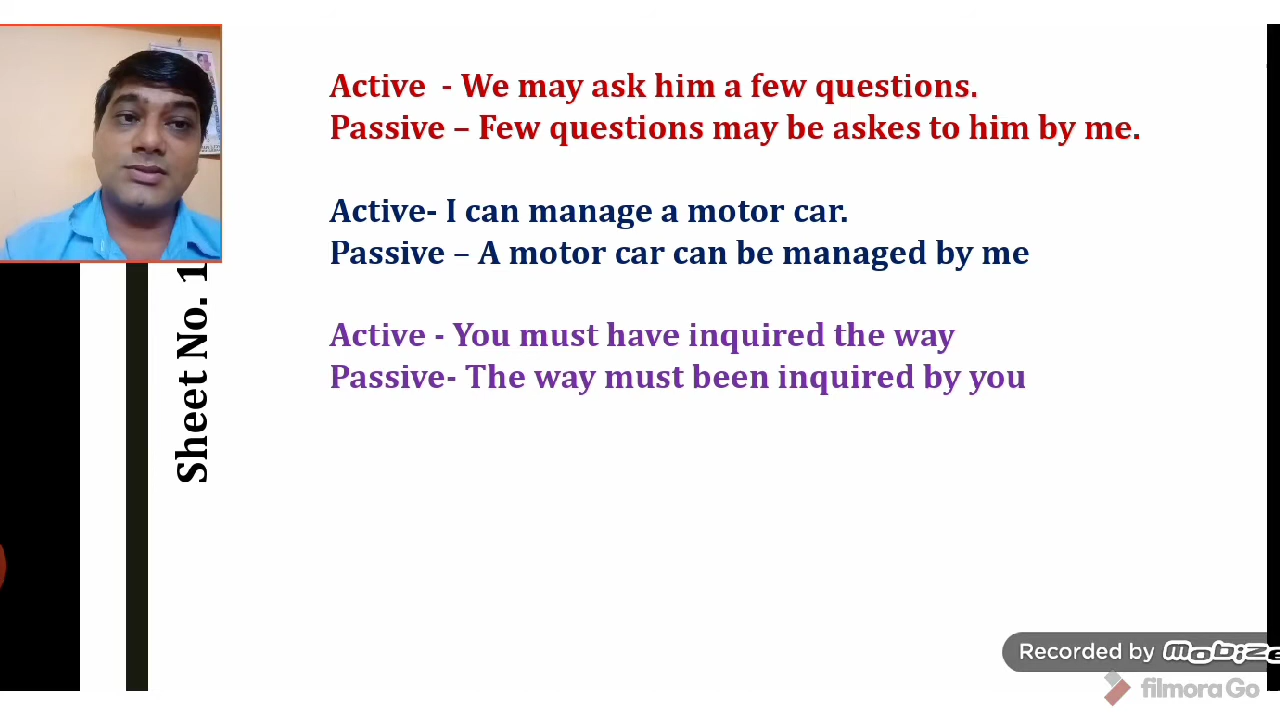 Active - We may ask him a few questions.
Passive – Few questions may be askes to him by me.
Active- I can manage a motor car.
Passive – A motor car can be managed by me
Active - You must have inquired the way
Passive- The way must been inquired by you
Sheet No. 1
Recorded by
filmoraGo